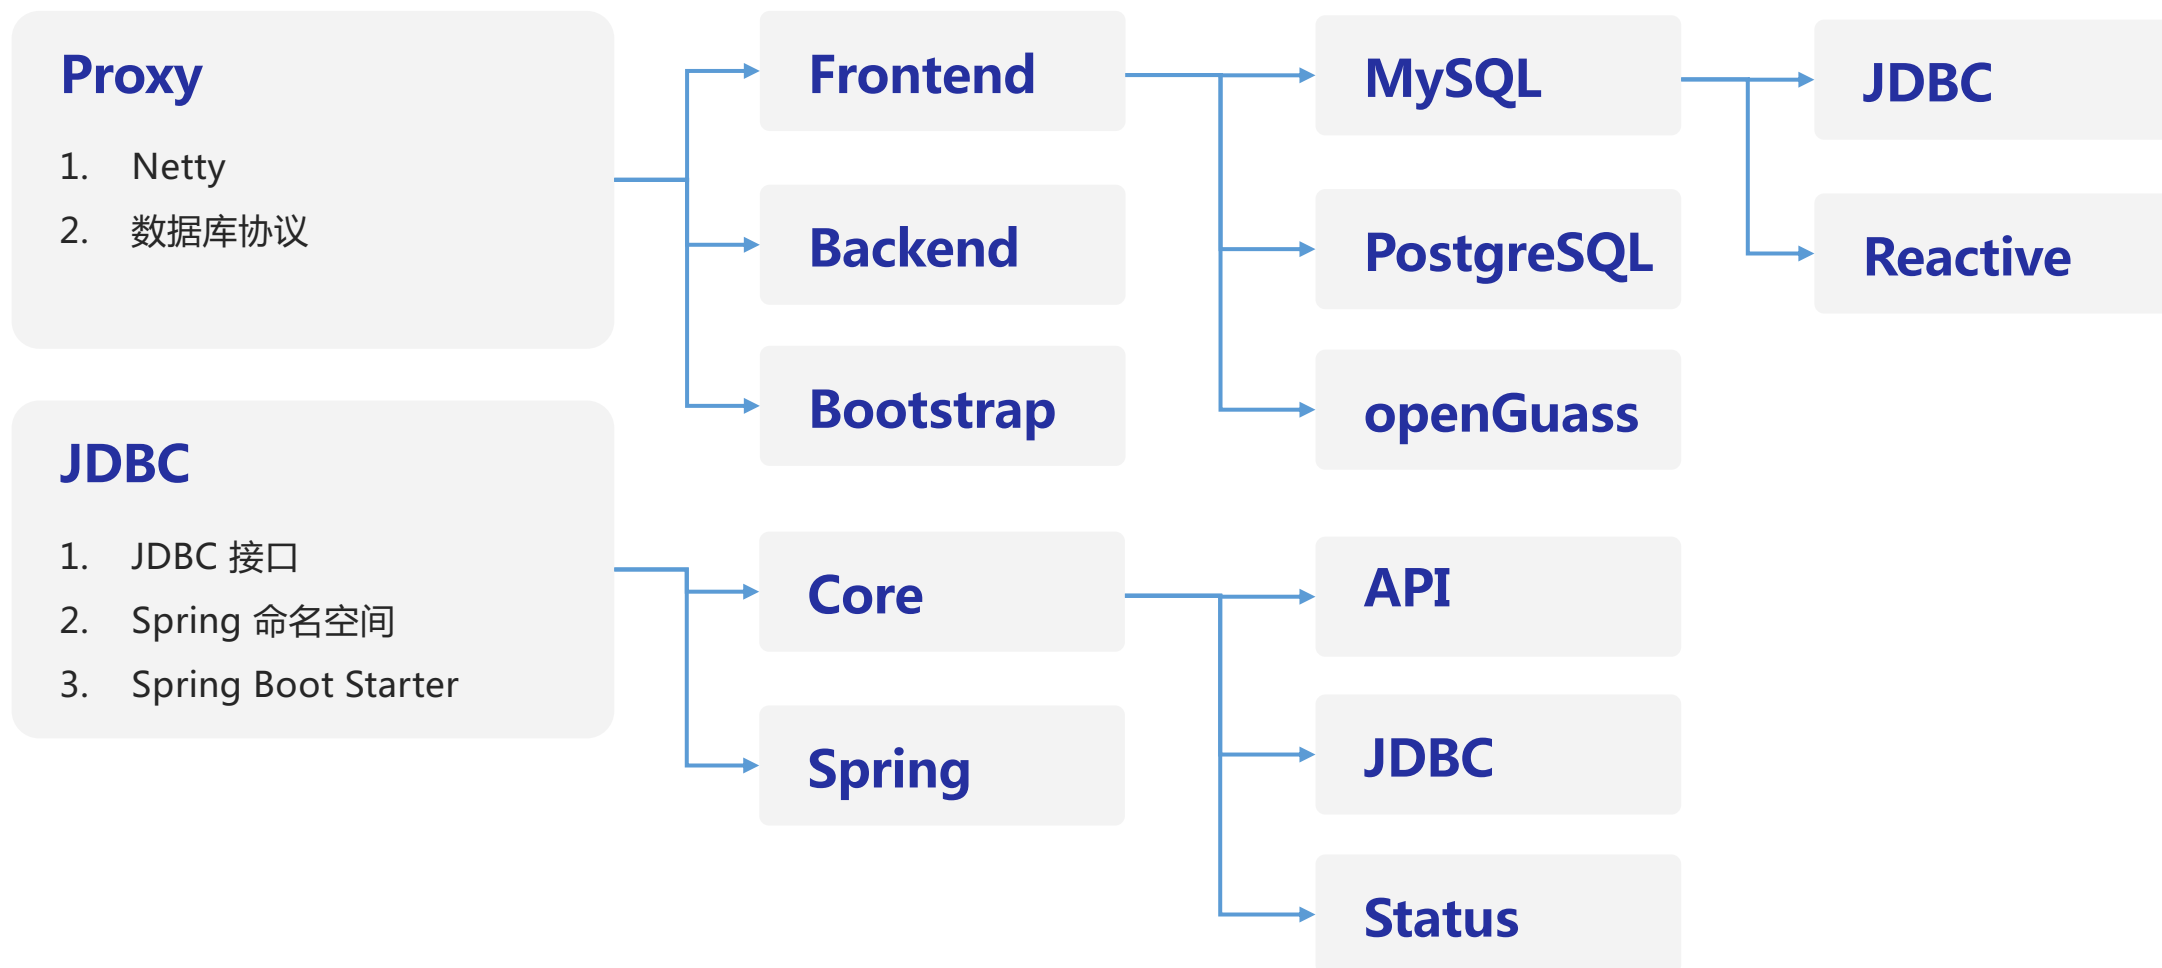 Proxy
1. Netty
2. 数据库协议
Frontend
Backend
Bootstrap
MySQL
PostgreSQL
openGuass
JDBC
Reactive
JDBC
1. JDBC 接口
2. Spring 命名空间
3. Spring Boot Starter
Core
Spring
API
JDBC
Status